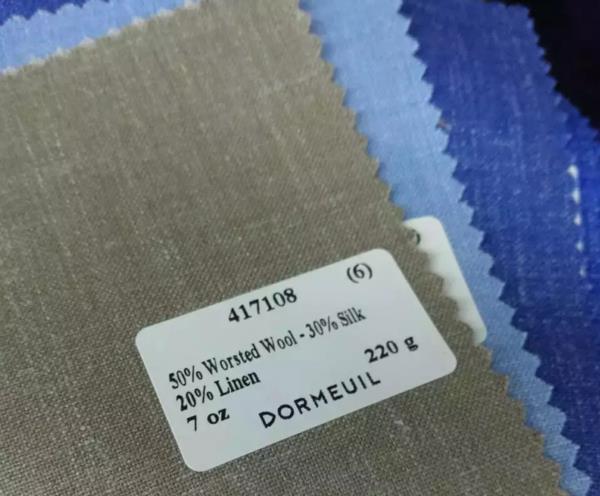 417108 (6)
50% Worsted Wool - 30% Silk
20% Linen
7 oz 220 g
DORMEUIL